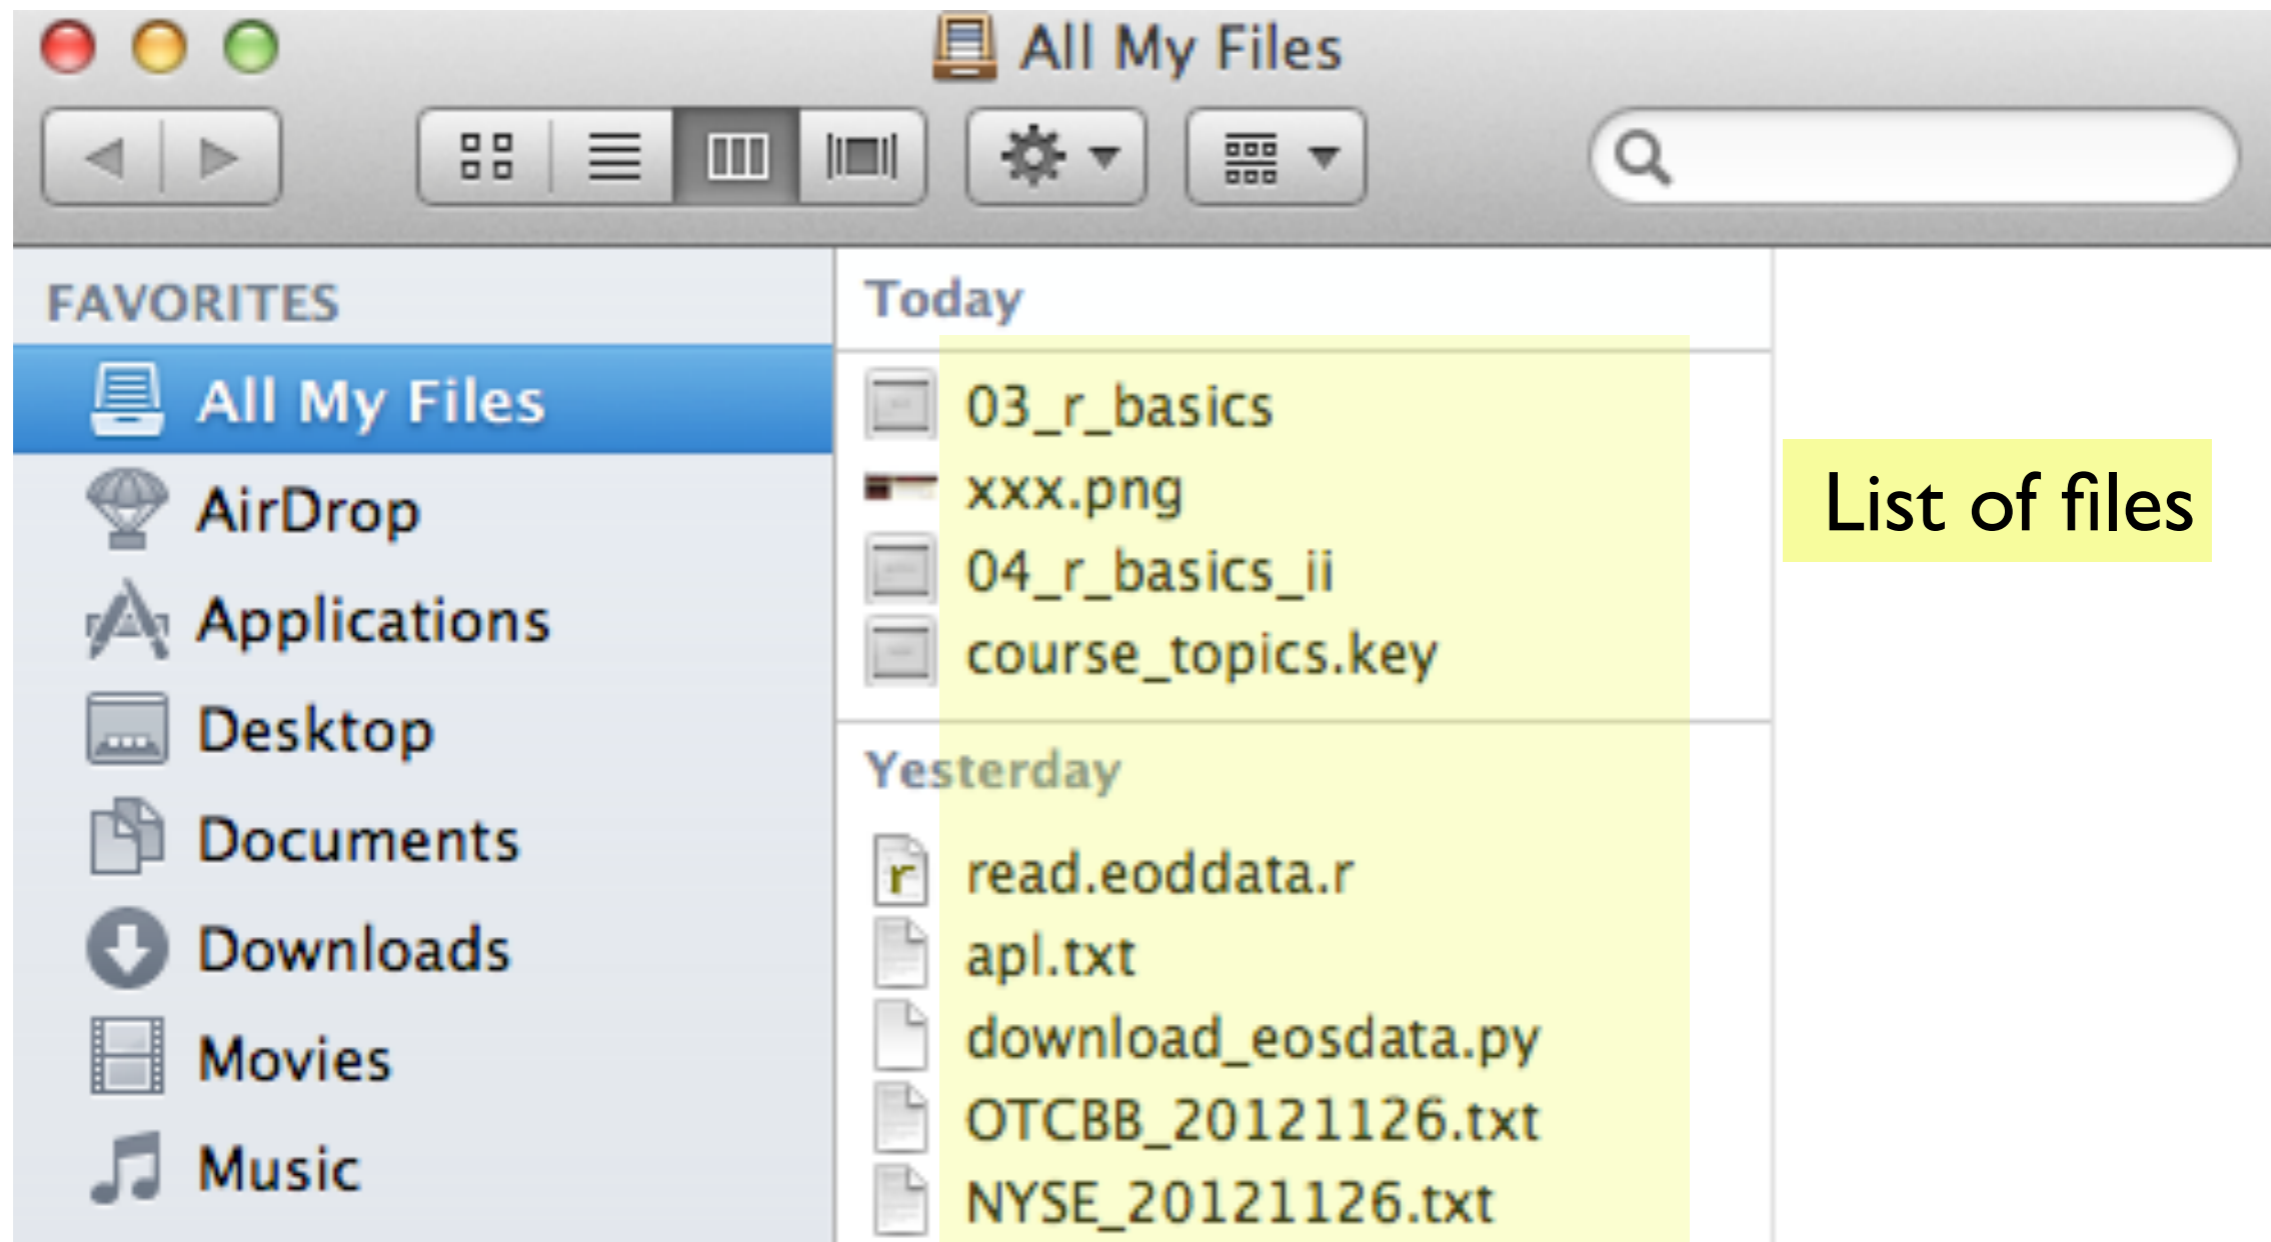 All My Files
FAVORITES
All My Files
AirDrop
Applications
Desktop
Documents
Downloads
Movies
Music
Today
03_r_basics
xxx.png
04_r_basics_ii
course_topics.key
Yesterday
read.eoddata.r
apl.txt
download_eosdata.py
OTCBB_20121126.txt
NYSE_20121126.txt
List of files